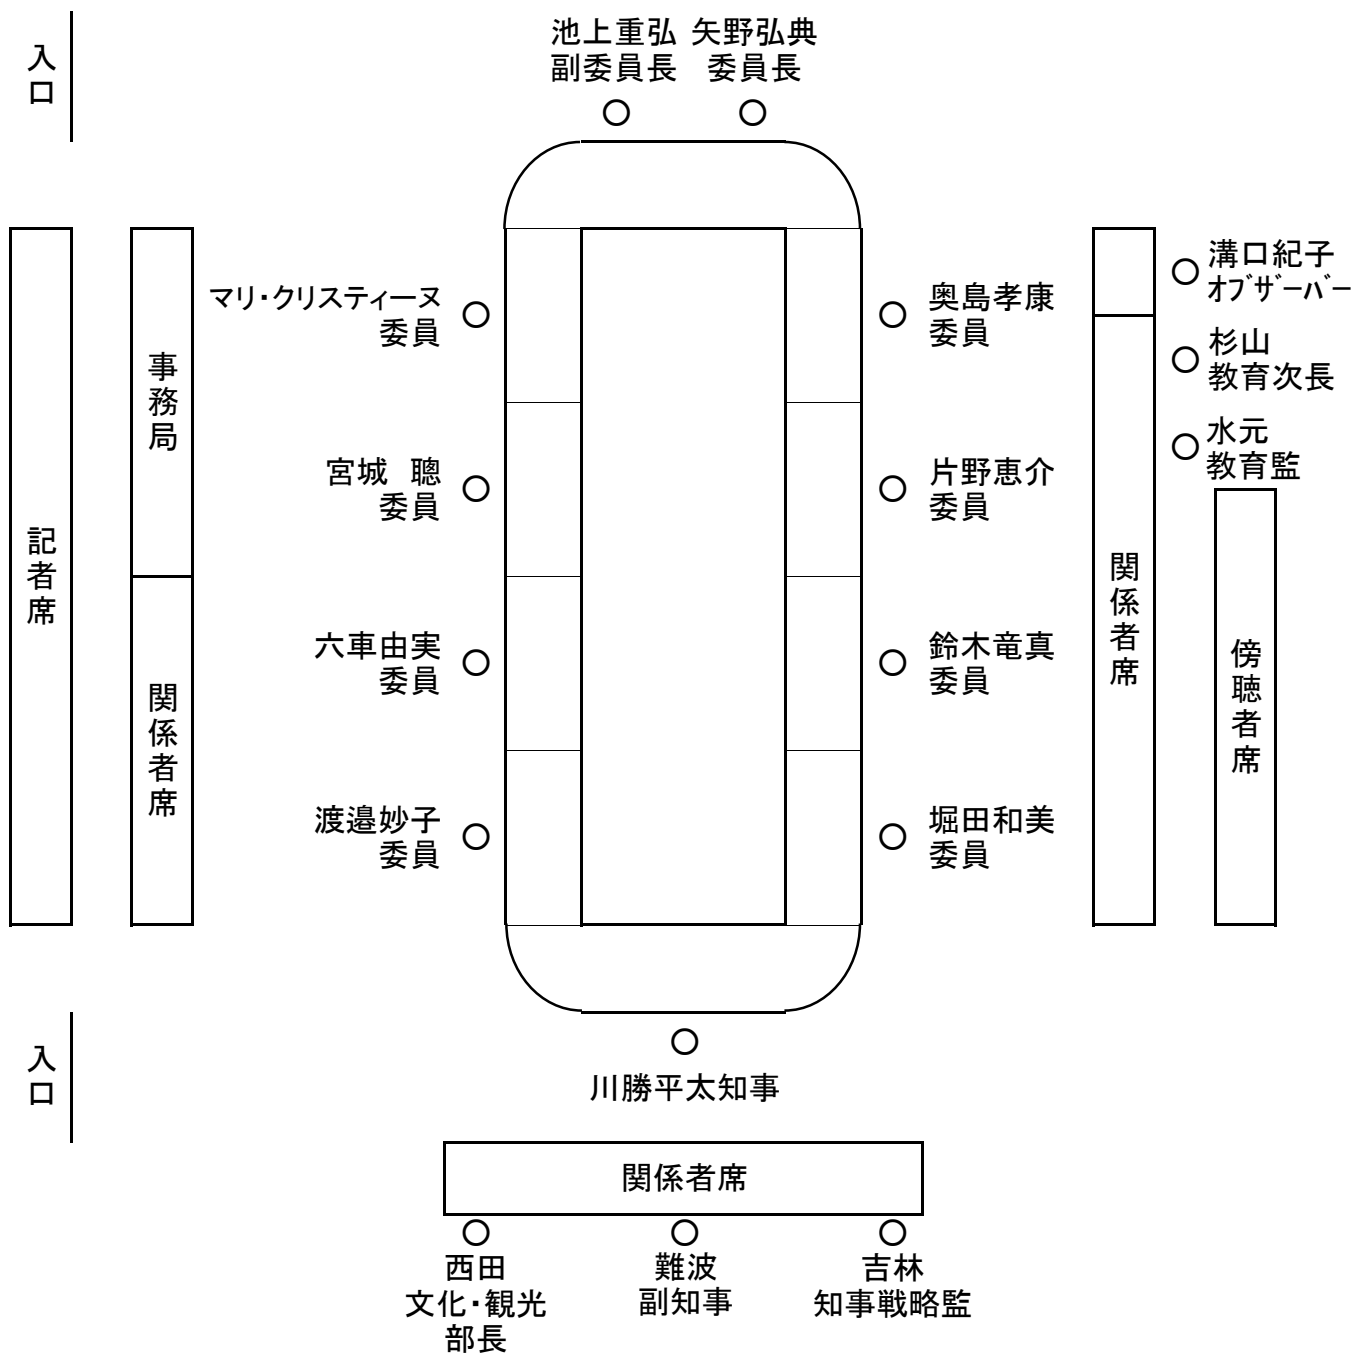 入口
池上重弘
副委員長
矢野弘典
委員長
記者席
事務局
関係者席
マリ・クリスティーヌ
委員
宮城　聰
委員
六車由実
委員
渡邉妙子
委員
奥島孝康
委員
片野恵介
委員
鈴木竜真
委員
堀田和美
委員
関係者席
溝口紀子
ｵﾌﾞｻﾞｰﾊﾞｰ
杉山
教育次長
水元
教育監
傍聴者席
入口
川勝平太知事
関係者席
西田
文化・観光
部長
難波
副知事
吉林
知事戦略監